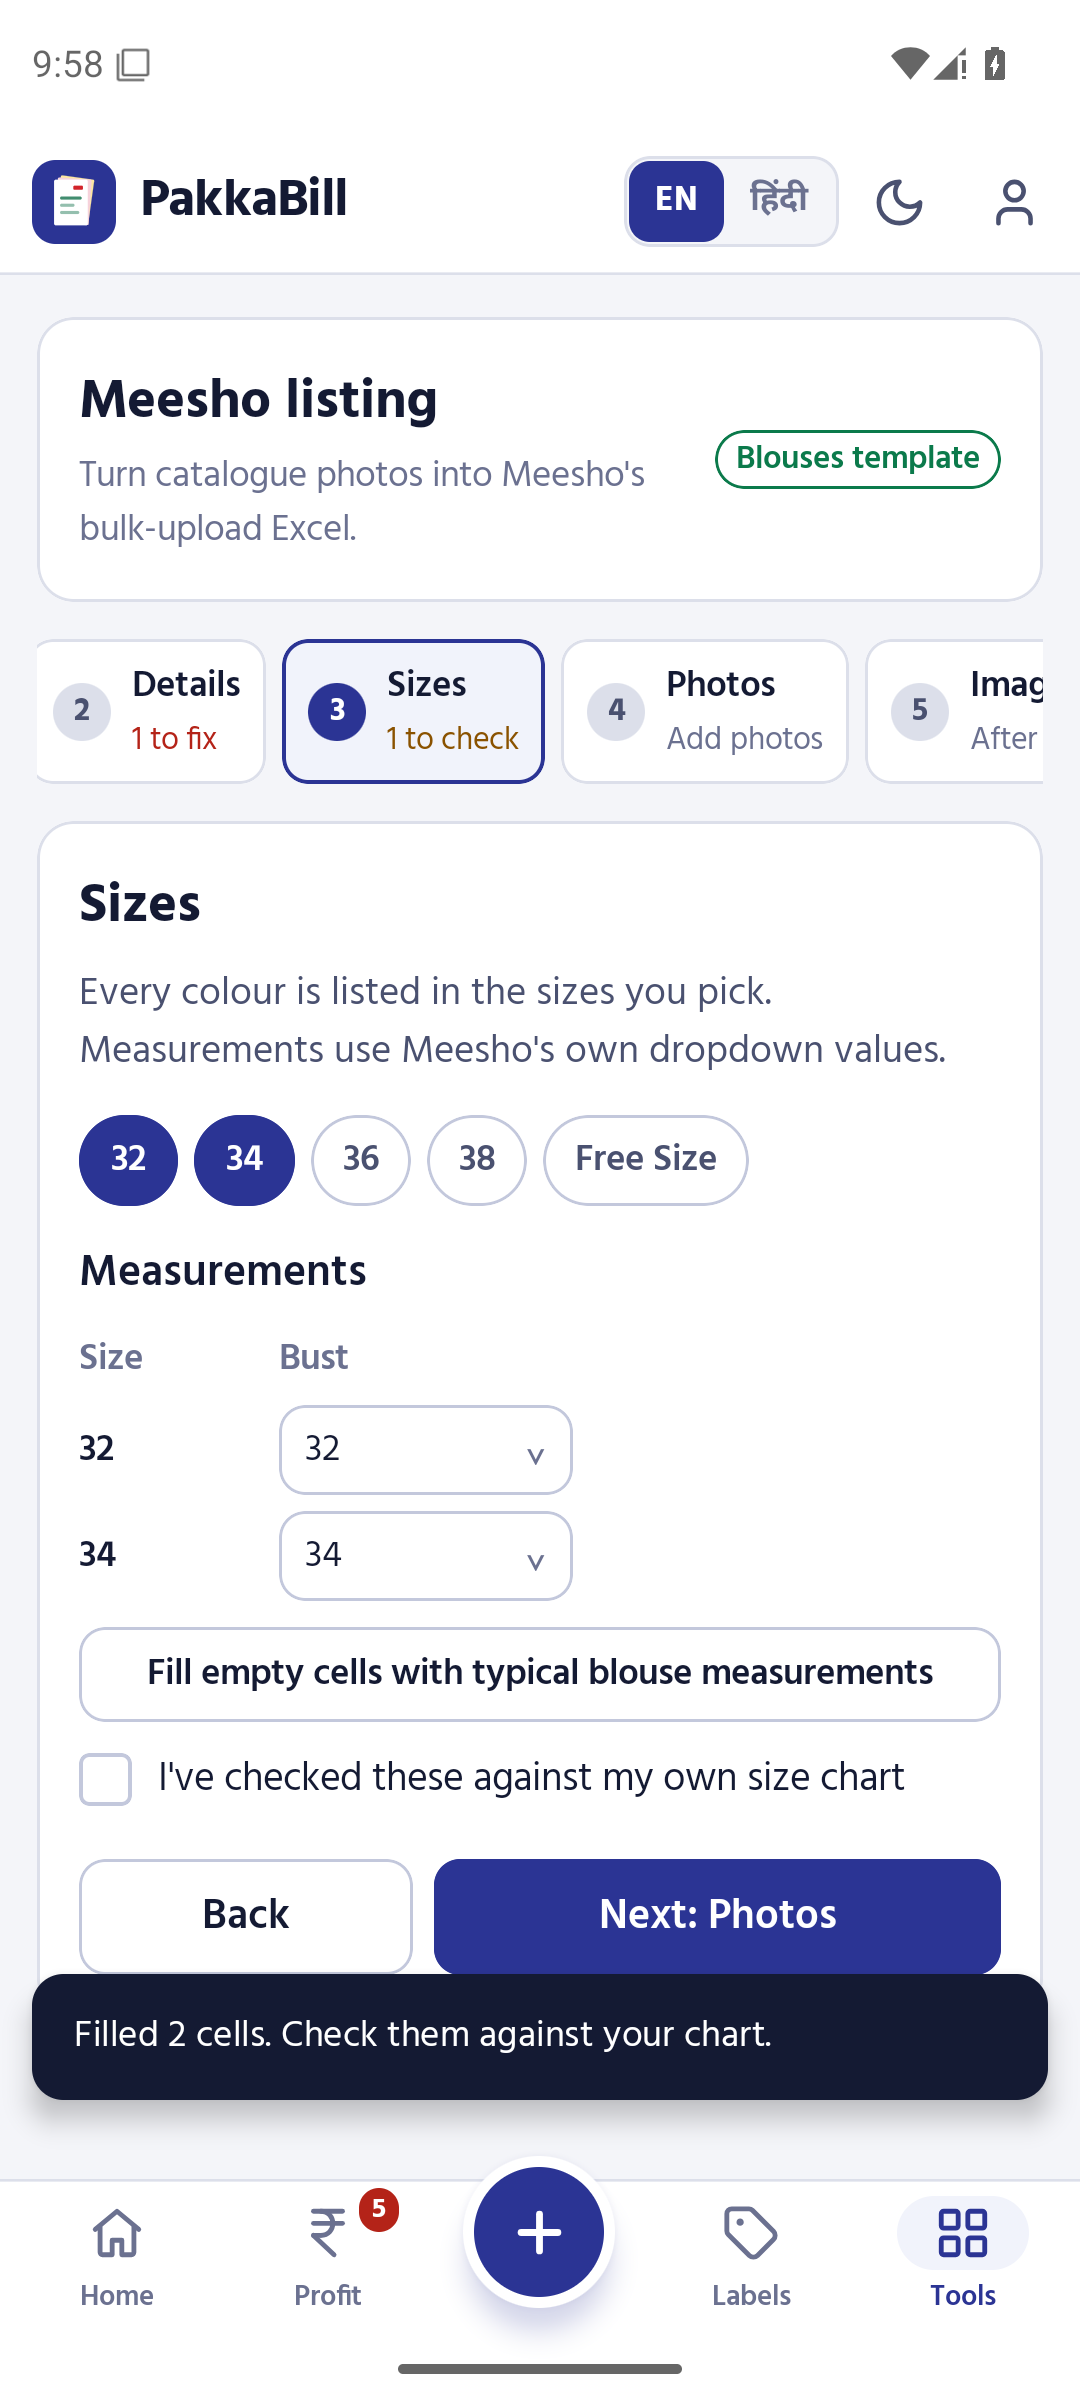 9:58
PakkaBill
EN हिंदी
Meesho listing
Turn catalogue photos into Meesho's
bulk-upload Excel.
Blouses template
2 Details
1 to fix
3 Sizes
1 to check
4 Photos
Add photos
5 Imag
After
Sizes
Every colour is listed in the sizes you pick.
Measurements use Meesho's own dropdown values.
32 34 36 38 Free Size
Measurements
Size Bust
32 32
34 34
Fill empty cells with typical blouse measurements
I've checked these against my own size chart
Back Next: Photos
Filled 2 cells. Check them against your chart.
5
Home Profit Labels Tools